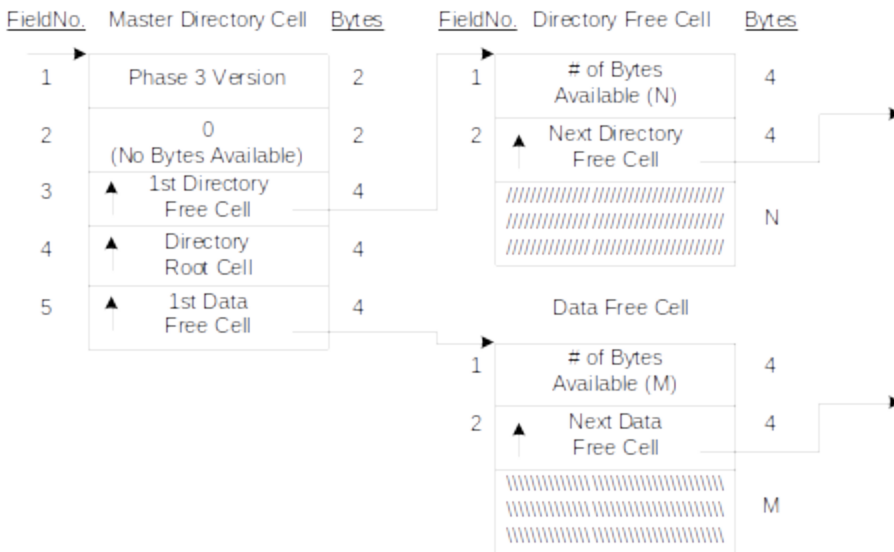 FieldNo. Master Directory Cell Bytes
1 Phase 3 Version 2
2 0
(No Bytes Available) 2
3 1st Directory
Free Cell 4
4 Directory
Root Cell 4
5 1st Data
Free Cell 4
FieldNo. Directory Free Cell Bytes
1 # of Bytes
Available (N) 4
2 Next Directory
Free Cell 4
N
Data Free Cell
1 # of Bytes
Available (M) 4
2 Next Data
Free Cell 4
M